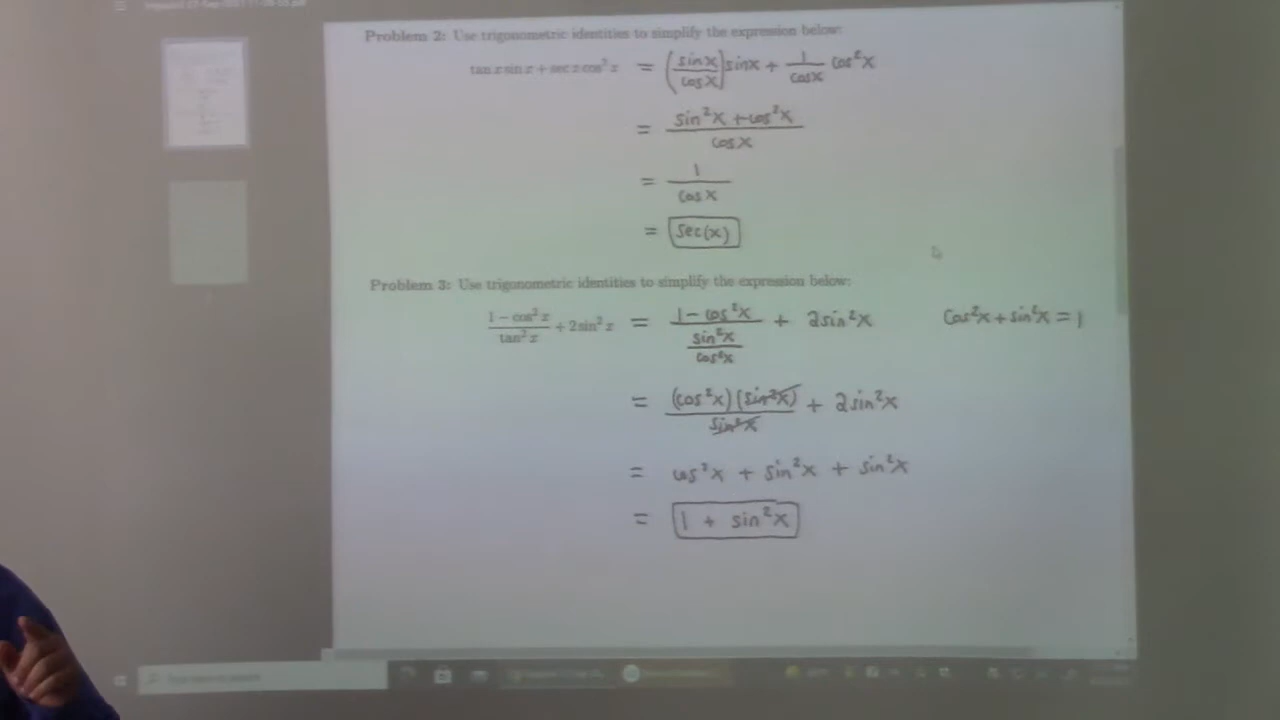 Problem 2: Use trigonometric identities to simplify the expression below:
tan x sin x + sec x cos² x = (sin x / cos x) sin x + 1/cos x cos² x
= (sin² x + cos² x) / cos x
= 1 / cos x
= sec(x)
Problem 3: Use trigonometric identities to simplify the expression below:
(1 − cos² x) / tan² x + 2 sin² x = (1 − cos² x) / (sin² x / cos² x) + 2 sin² x cos² x + sin² x = 1
= (cos² x)(sin² x) / sin² x + 2 sin² x
= cos² x + sin² x + sin² x
= 1 + sin² x